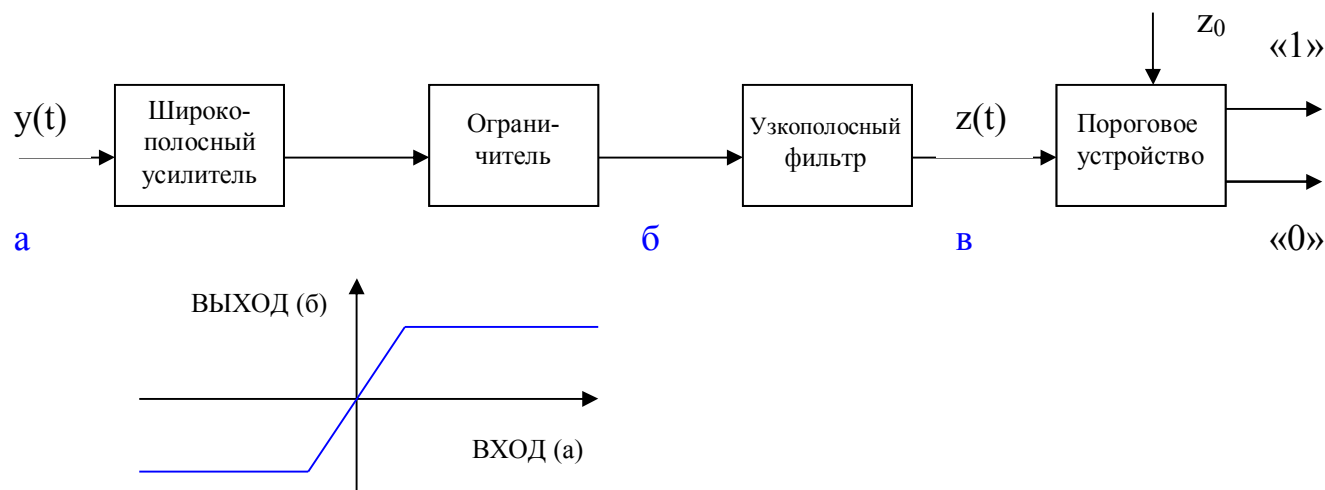 z₀
«1»
y(t)
Широко-
полосный
усилитель
Ограни-
читель
Узкополосный
фильтр
z(t)
Пороговое
устройство
а
б
в
«0»
ВЫХОД (б)
ВХОД (а)